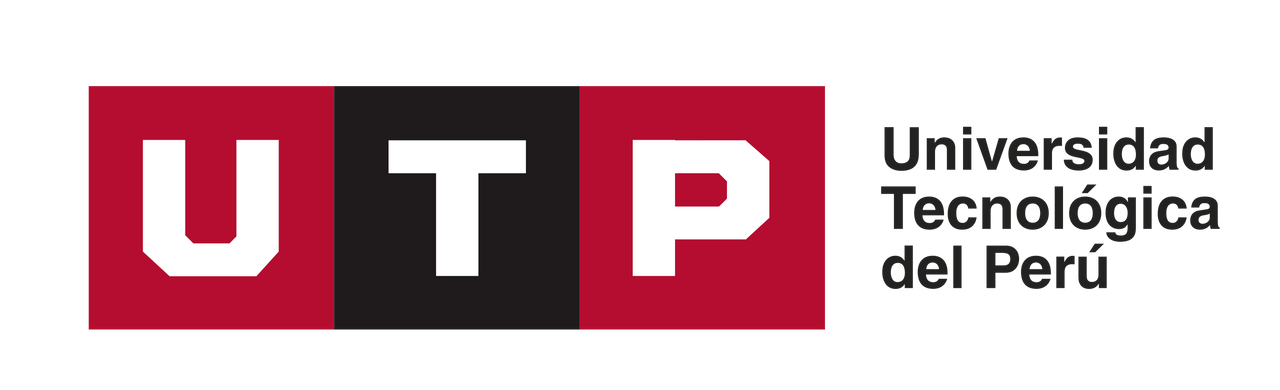 UTP
Universidad
Tecnológica
del Perú